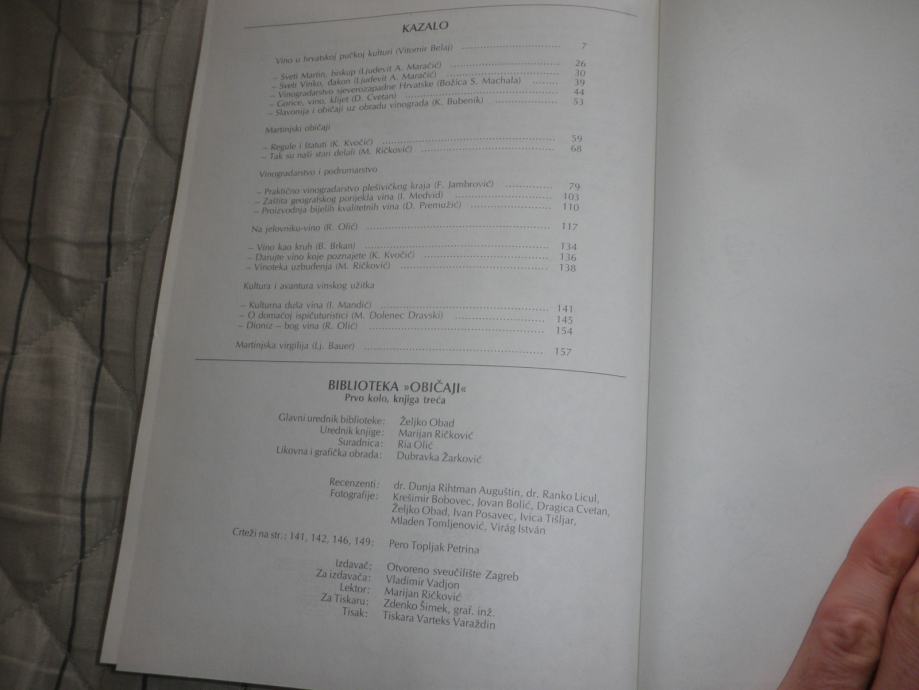 KAZALO
Vino u hrvatskoj pučkoj kulturi (Vitomir Belaj) 7
– Sveti Martin, biskup (Ljudevit A. Maračić) 26
– Sveti Vinko, đakon (Ljudevit A. Maračić) 30
– Vinogradarstvo sjeverozapadne Hrvatske (Božica S. Machala) 39
– Gorice, vino, klijet (D. Cvetan) 44
– Slavonija i običaji uz obradu vinograda (K. Bubenik) 53
Martinjski običaji
– Regule i štatuti (K. Kvočić) 59
– Tak su naši stari delali (M. Ričković) 68
Vinogradarstvo i podrumarstvo
– Praktično vinogradarstvo plešivičkog kraja (F. Jambrović) 79
– Zaštita geografskog porijekla vina (I. Medvid) 103
– Proizvodnja bijelih kvalitetnih vina (D. Premužić) 110
Na jelovniku-vino (R. Olić) 117
– Vino kao kruh (B. Brkan) 134
– Darujte vino koje poznajete (K. Kvočić) 136
– Vinoteka uzbuđenja (M. Ričković) 138
Kultura i avantura vinskog užitka
– Kulturna duša vina (I. Mandić) 141
– O domaćoj ispičuturistici (M. Dolenec Dravski) 145
– Dioniz – bog vina (R. Olić) 154
Martinjska virgilija (Lj. Bauer) 157
BIBLIOTEKA »OBIČAJI«
Prvo kolo, knjiga treća
Glavni urednik biblioteke: Željko Obad
Urednik knjige: Marijan Ričković
Suradnica: Ria Olić
Likovna i grafička obrada: Dubravka Žarković
Recenzenti: dr. Dunja Rihtman Auguštin, dr. Ranko Licul,
Fotografije: Krešimir Bobovec, Jovan Bolić, Dragica Cvetan,
Željko Obad, Ivan Posavec, Ivica Tišljar,
Mladen Tomljenović, Virág István
Crteži na str.: 141, 142, 146, 149: Pero Topljak Petrina
Izdavač: Otvoreno sveučilište Zagreb
Za izdavača: Vladimir Vadjon
Lektor: Marijan Ričković
Za Tiskaru: Zdenko Šimek, graf. inž.
Tisak: Tiskara Varteks Varaždin